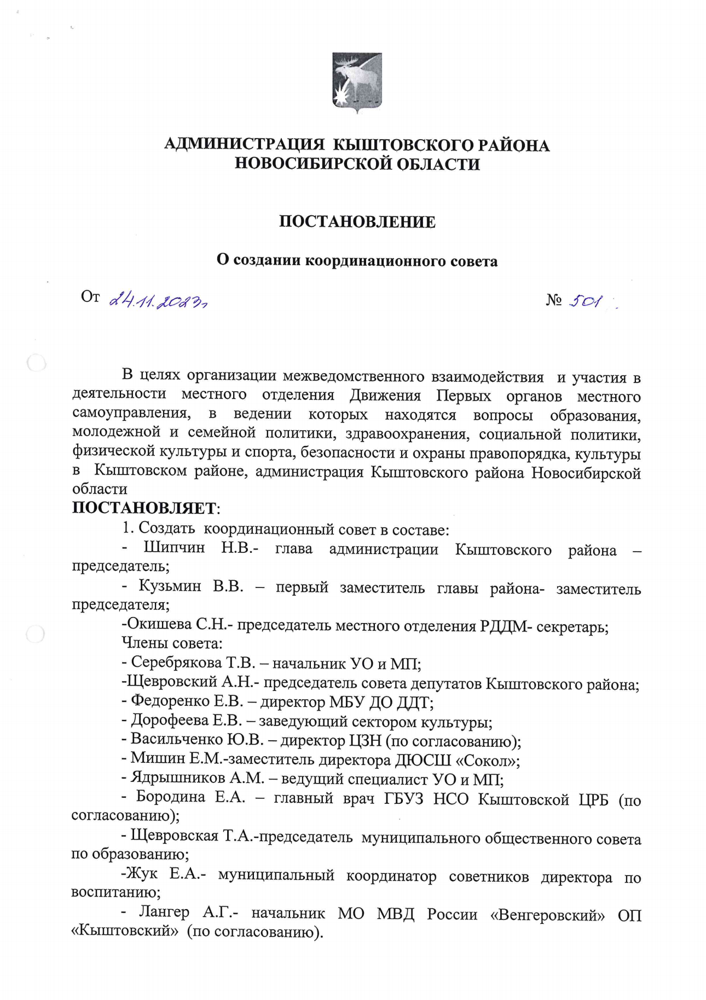 АДМИНИСТРАЦИЯ КЫШТОВСКОГО РАЙОНА
НОВОСИБИРСКОЙ ОБЛАСТИ
ПОСТАНОВЛЕНИЕ
О создании координационного совета
От 24.11.2023г № 501
В целях организации межведомственного взаимодействия и участия в
деятельности местного отделения Движения Первых органов местного
самоуправления, в ведении которых находятся вопросы образования,
молодежной и семейной политики, здравоохранения, социальной политики,
физической культуры и спорта, безопасности и охраны правопорядка, культуры
в Кыштовском районе, администрация Кыштовского района Новосибирской
области
ПОСТАНОВЛЯЕТ:
1. Создать координационный совет в составе:
- Шипчин Н.В.- глава администрации Кыштовского района –
председатель;
- Кузьмин В.В. – первый заместитель главы района- заместитель
председателя;
-Окишева С.Н.- председатель местного отделения РДДМ- секретарь;
Члены совета:
- Серебрякова Т.В. – начальник УО и МП;
-Щевровский А.Н.- председатель совета депутатов Кыштовского района;
- Федоренко Е.В. – директор МБУ ДО ДДТ;
- Дорофеева Е.В. – заведующий сектором культуры;
- Васильченко Ю.В. – директор ЦЗН (по согласованию);
- Мишин Е.М.-заместитель директора ДЮСШ «Сокол»;
- Ядрышников А.М. – ведущий специалист УО и МП;
- Бородина Е.А. – главный врач ГБУЗ НСО Кыштовской ЦРБ (по
согласованию);
- Щевровская Т.А.-председатель муниципального общественного совета
по образованию;
-Жук Е.А.- муниципальный координатор советников директора по
воспитанию;
- Лангер А.Г.- начальник МО МВД России «Венгеровский» ОП
«Кыштовский» (по согласованию).